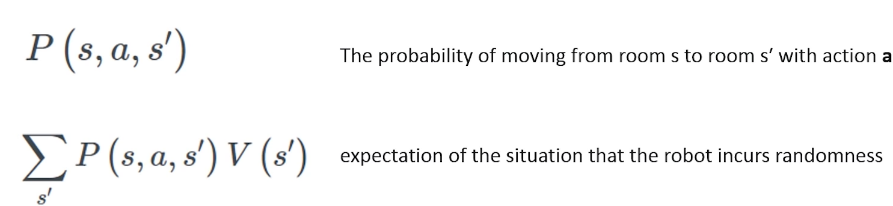 P (s, a, s′) The probability of moving from room s to room s′ with action a
∑ P (s, a, s′) V (s′) expectation of the situation that the robot incurs randomness
s′